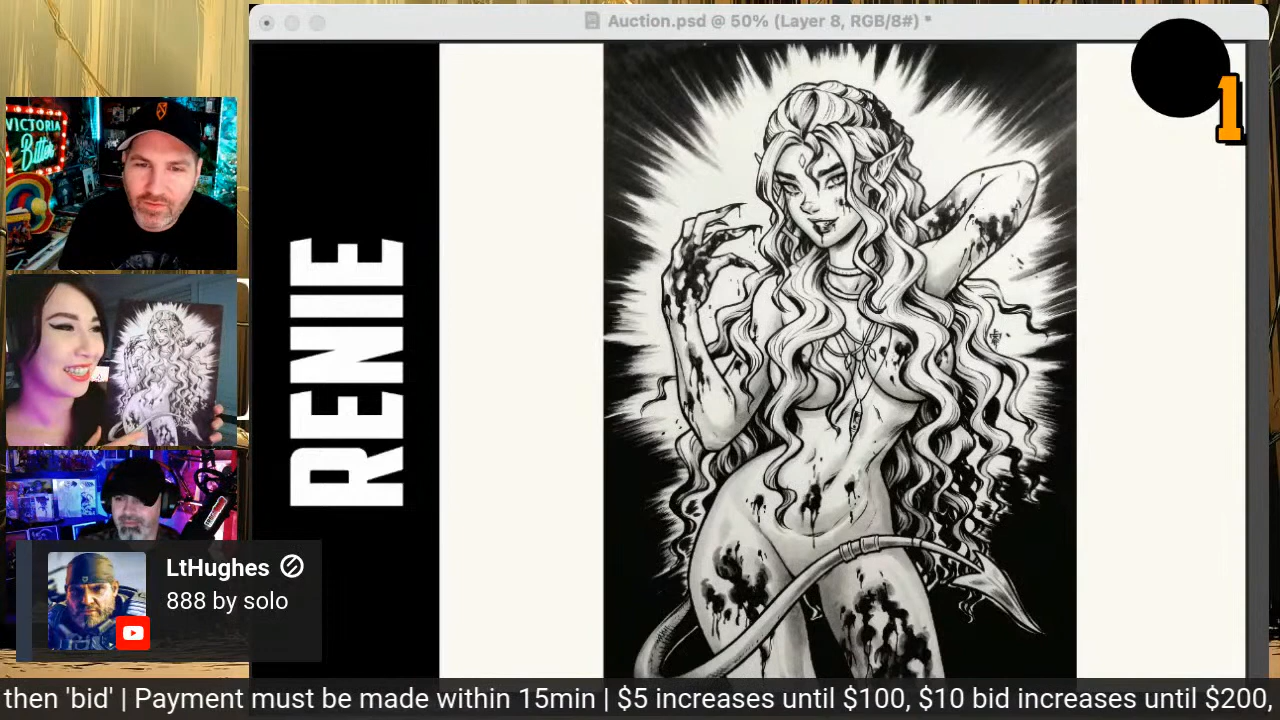 Auction.psd @ 50% (Layer 8, RGB/8#) *
1
VICTORIA
Bitter
RENIE
LtHughes
888 by solo
then 'bid' | Payment must be made within 15min | $5 increases until $100, $10 bid increases until $200,